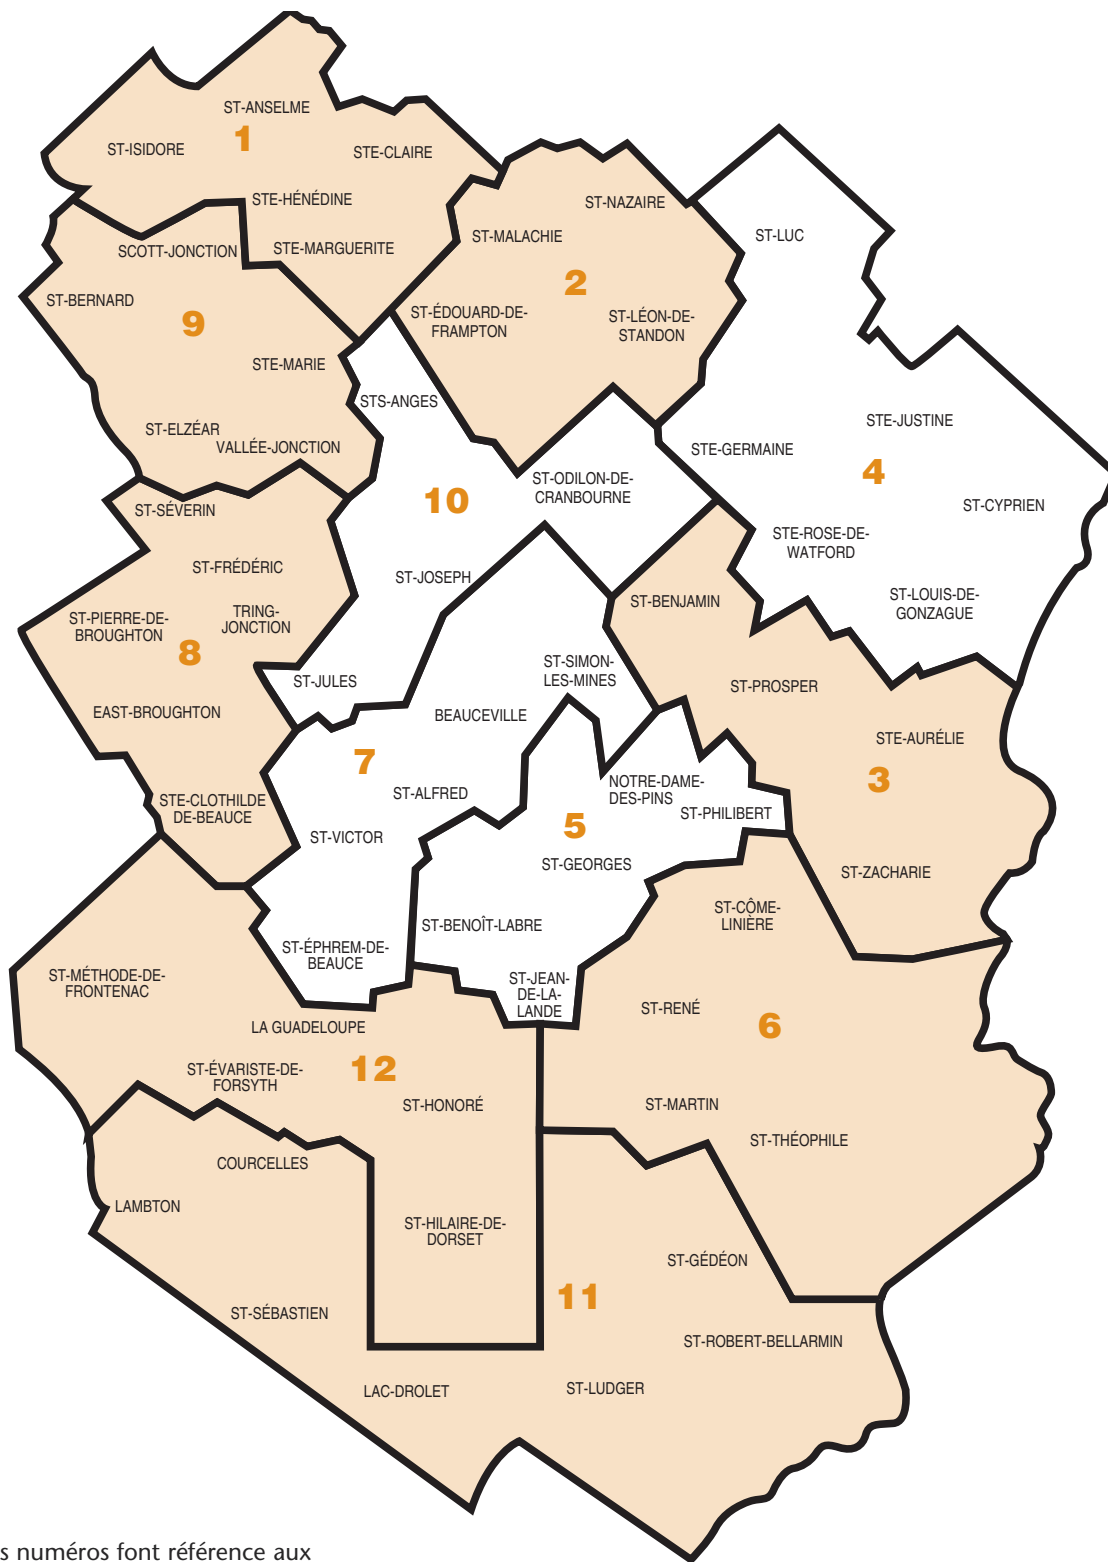 ST-ANSELME
1
ST-ISIDORE
STE-CLAIRE
STE-HÉNÉDINE
STE-MARGUERITE
ST-NAZAIRE
ST-MALACHIE
2
ST-ÉDOUARD-DE-
FRAMPTON
ST-LÉON-DE-
STANDON
ST-LUC
STE-JUSTINE
STE-GERMAINE
4
ST-CYPRIEN
STE-ROSE-DE-
WATFORD
ST-LOUIS-DE-
GONZAGUE
SCOTT-JONCTION
ST-BERNARD
9
STE-MARIE
ST-ELZÉAR
VALLÉE-JONCTION
STS-ANGES
10
ST-ODILON-DE-
CRANBOURNE
ST-JOSEPH
ST-JULES
ST-SÉVERIN
ST-FRÉDÉRIC
ST-PIERRE-DE-
BROUGHTON
TRING-
JONCTION
8
EAST-BROUGHTON
STE-CLOTHILDE
DE-BEAUCE
ST-BENJAMIN
ST-PROSPER
STE-AURÉLIE
3
ST-ZACHARIE
ST-SIMON-
LES-MINES
BEAUCEVILLE
7
ST-ALFRED
ST-VICTOR
ST-ÉPHREM-DE-
BEAUCE
NOTRE-DAME-
DES-PINS
ST-PHILIBERT
5
ST-GEORGES
ST-BENOÎT-LABRE
ST-JEAN-
DE-LA-
LANDE
ST-CÔME-
LINIÈRE
ST-RENÉ
6
ST-MARTIN
ST-THÉOPHILE
ST-MÉTHODE-DE-
FRONTENAC
LA GUADELOUPE
ST-ÉVARISTE-DE-
FORSYTH
12
ST-HONORÉ
ST-HILAIRE-DE-
DORSET
COURCELLES
LAMBTON
ST-SÉBASTIEN
ST-GÉDÉON
11
ST-ROBERT-BELLARMIN
LAC-DROLET
ST-LUDGER
s numéros font référence aux